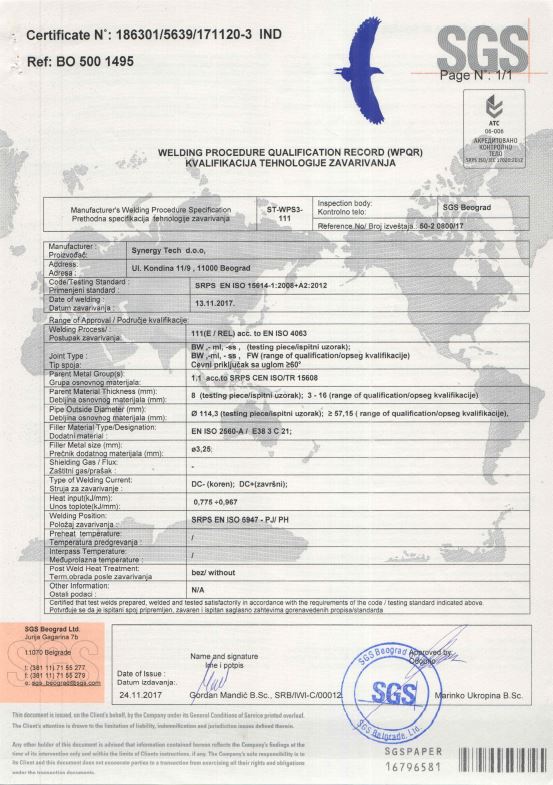 Certificate N°: 186301/5639/171120-3 IND
SGS
Ref: BO 500 1495
Page N°: 1/1
ATC
06-006
АКРЕДИТОВАНО
КОНТРОЛНО
ТЕЛО
SRPS ISO/IEC 17020:2012
WELDING PROCEDURE QUALIFICATION RECORD (WPQR)
KVALIFIKACIJA TEHNOLOGIJE ZAVARIVANJA
Manufacturer's Welding Procedure Specification
Prethodna specifikacija tehnologije zavarivanja
ST-WPS3-
111
Inspection body:
Kontrolno telo:
SGS Beograd
Reference No/ Broj izveštaja.: 50-2 0800/17
Manufacturer :
Proizvođač:
Synergy Tech d.o.o,
Address:
Adresa :
Ul. Kondina 11/9 , 11000 Beograd
Code/Testing Standard :
Primenjeni standard :
SRPS EN ISO 15614-1:2008+A2:2012
Date of welding :
Datum zavarivanja :
13.11.2017.
Range of Approval / Područje kvalifikacije:
Welding Process/ :
Postupak zavarivanja:
111(E / REL) acc. to EN ISO 4063
Joint Type :
Tip spoja :
BW ,- ml, -ss , (testing piece/ispitni uzorak);
BW ,-ml, - ss , FW (range of qualification/opseg kvalifikacije)
Cevni priključak sa uglom ≥60°
Parent Metal Group(s):
Grupa osnovnog materijala:
1.1 acc.to SRPS CEN ISO/TR 15608
Parent Material Thickness (mm):
Debljina osnovnog materijala (mm):
8 (testing piece/ispitni uzorak); 3 - 16 (range of qualification/opseg kvalifikacije)
Pipe Outside Diameter (mm):
Debljina osnovnog materijala (mm):
Ø 114,3 (testing piece/ispitni uzorak); ≥ 57,15 ( range of qualification/opseg kvalifikacije),
Filler Material Type/Designation:
Dodatni material :
EN ISO 2560-A / E38 3 C 21;
Filler Metal size (mm):
Prečnik dodatnog materijala (mm):
ø3,25;
Shielding Gas / Flux:
Zaštitni gas/prašak :
-
Type of Welding Current:
Struja za zavarivanje :
DC- (koren); DC+(završni);
Heat input(kJ/mm):
Unos toplote(kJ/mm):
0,775 ÷0,967
Welding Position:
Položaj zavarivanja :
SRPS EN ISO 6947 - PJ/ PH
Preheat temperature:
Temperatura predgrevanja :
/
Interpass Temperature:
Međuprolazna temperatura :
/
Post Weld Heat Treatment:
Term.obrada posle zavarivanja
bez/ without
Other Information:
Ostali podaci :
N/A
Certified that test welds prepared, welded and tested satisfactorily in accordance with the requirements of the code / testing standard indicated above.
Potvrđuje se da je ispitani spoj pripremljen, zavaren i ispitan saglasno zahtevima gorenavedenih propisa/standarda
SGS Beograd Ltd.
Jurija Gagarina 7b
11070 Belgrade
t: (381 11) 71 55 277
f: (381 11) 71 55 279
e: sgs_beograd@sgs.com
Date of Issue :
Datum izdavanja:.
24.11.2017
Name and signature
Ime i potpis
Gordan Mandić B.Sc., SRB/IWI-C/00012
Approved by:
Marinko Ukropina B.Sc.
SGS Beograd
SGS
SGS Belgrade, Ltd.
This document is issued, on the Client's behalf, by the Company under its General Conditions of Service printed overleaf.
The Client's attention is drawn to the limitation of liability, indemnification and jurisdiction issues defined therein.
Any other holder of this document is advised that information contained hereon reflects the Company's findings at the
time of its intervention only and within the limits of Client's instructions, if any. The Company's sole responsibility is to
its Client and this document does not exonerate parties to a transaction from exercising all their rights and obligations
under the transaction documents.
SGSPAPER
16796581